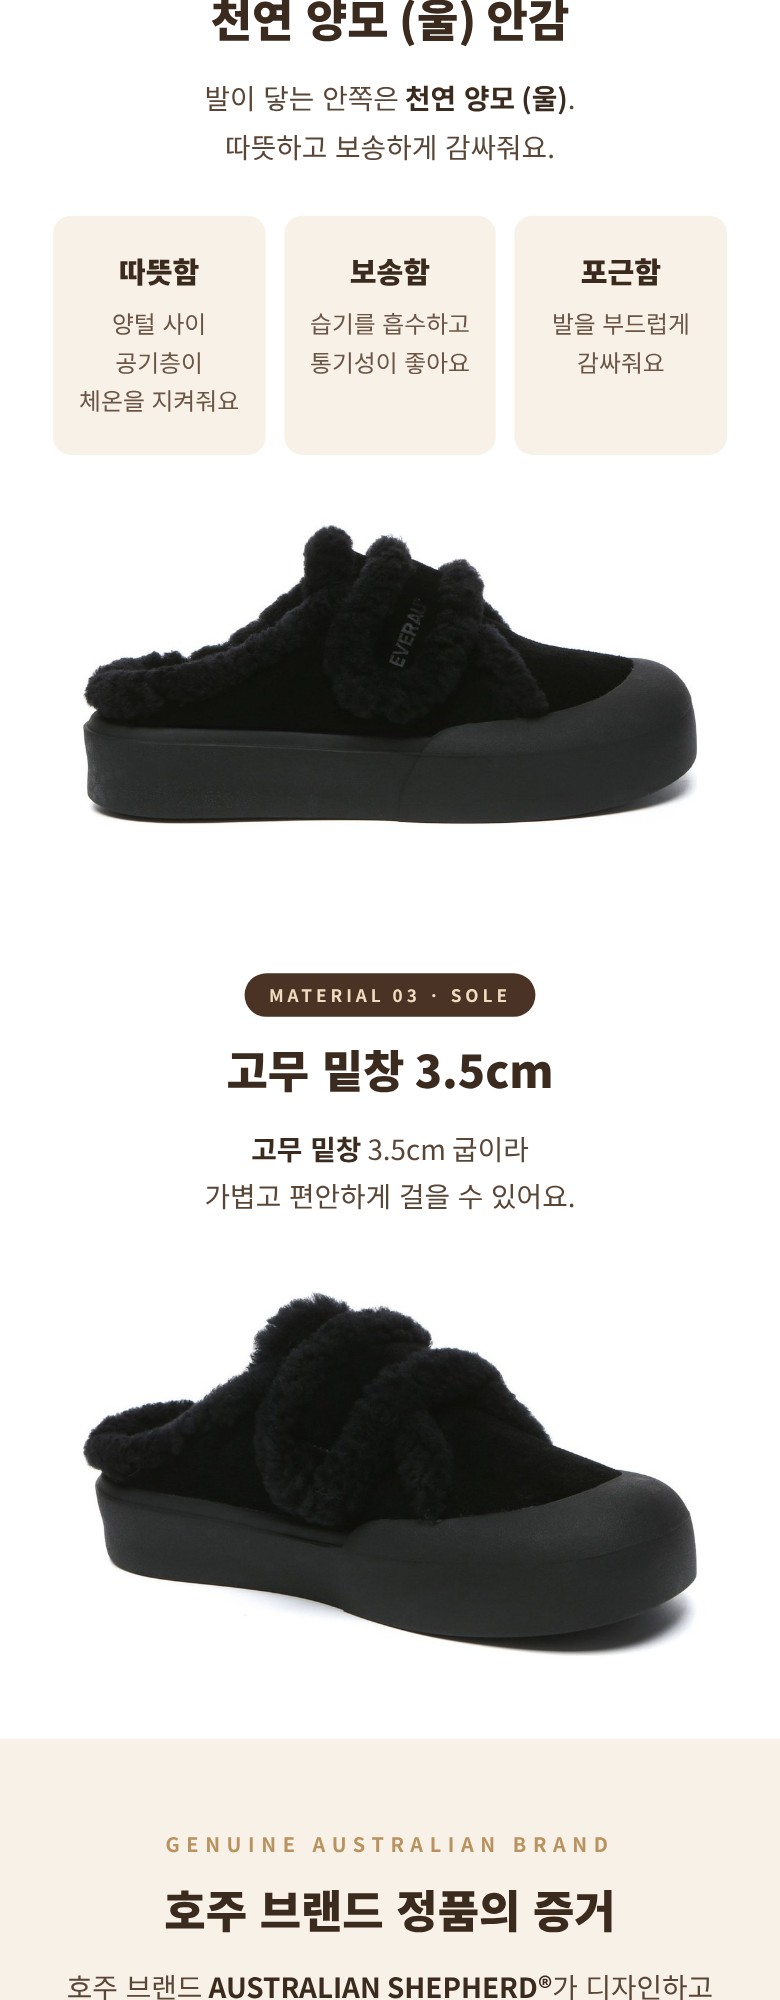 천연 양모 (울) 안감
발이 닿는 안쪽은 천연 양모 (울).
따뜻하고 보송하게 감싸줘요.
따뜻함
양털 사이
공기층이
체온을 지켜줘요
보송함
습기를 흡수하고
통기성이 좋아요
포근함
발을 부드럽게
감싸줘요
MATERIAL 03 · SOLE
고무 밑창 3.5cm
고무 밑창 3.5cm 굽이라
가볍고 편안하게 걸을 수 있어요.
GENUINE AUSTRALIAN BRAND
호주 브랜드 정품의 증거
호주 브랜드 AUSTRALIAN SHEPHERD®가 디자인하고